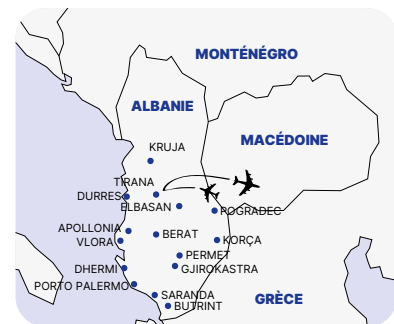 MONTÉNÉGRO
ALBANIE
MACÉDOINE
KRUJA
TIRANA
DURRES
ELBASAN
POGRADEC
APOLLONIA
BERAT
VLORA
KORÇA
PERMET
DHERMI
GJIROKASTRA
PORTO PALERMO
SARANDA
GRÈCE
BUTRINT